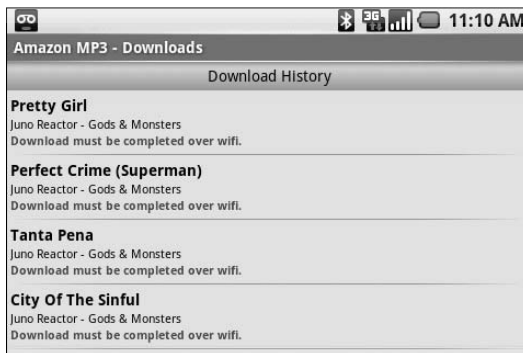 3G 11:10 AM
Amazon MP3 - Downloads
Download History
Pretty Girl
Juno Reactor - Gods & Monsters
Download must be completed over wifi.
Perfect Crime (Superman)
Juno Reactor - Gods & Monsters
Download must be completed over wifi.
Tanta Pena
Juno Reactor - Gods & Monsters
Download must be completed over wifi.
City Of The Sinful
Juno Reactor - Gods & Monsters
Download must be completed over wifi.